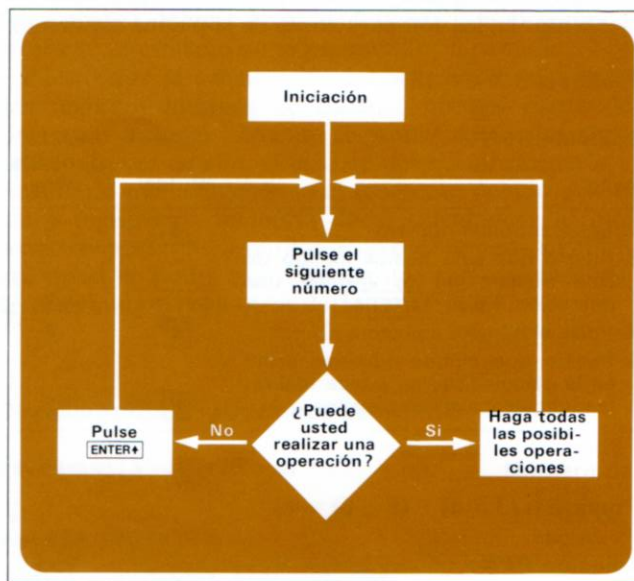 Iniciación
Pulse el
siguiente
número
¿Puede
usted
realizar una
operación?
No
Si
Pulse
ENTER↑
Haga todas
las posibi-
les opera-
ciones